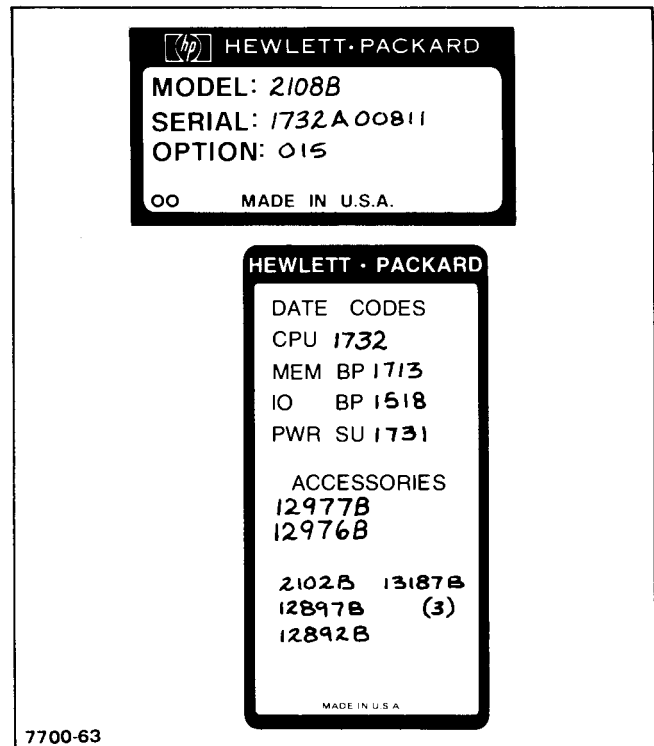 hp HEWLETT·PACKARD
MODEL: 2108B
SERIAL: 1732A00811
OPTION: 015
OO MADE IN U.S.A.
HEWLETT · PACKARD
DATE CODES
CPU 1732
MEM BP 1713
IO BP 1518
PWR SU 1731
ACCESSORIES
12977B
12976B
2102B 13187B
12897B (3)
12892B
MADE IN U.S.A
7700-63